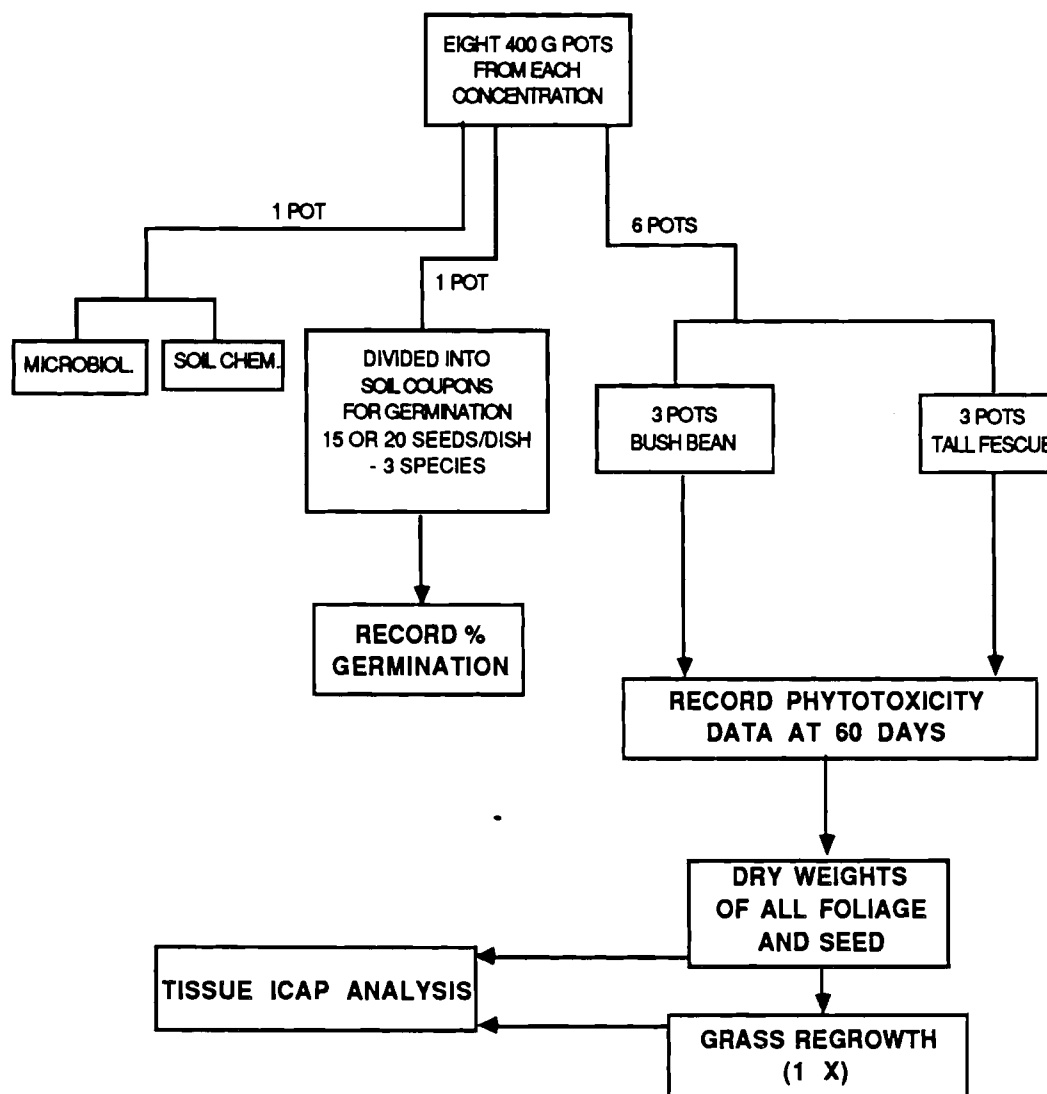 EIGHT 400 G POTS
FROM EACH
CONCENTRATION
1 POT
6 POTS
1 POT
MICROBIOL.
SOIL CHEM.
DIVIDED INTO
SOIL COUPONS
FOR GERMINATION
15 OR 20 SEEDS/DISH
- 3 SPECIES
3 POTS
BUSH BEAN
3 POTS
TALL FESCUE
RECORD %
GERMINATION
RECORD PHYTOTOXICITY
DATA AT 60 DAYS
DRY WEIGHTS
OF ALL FOLIAGE
AND SEED
TISSUE ICAP ANALYSIS
GRASS REGROWTH
(1 X)